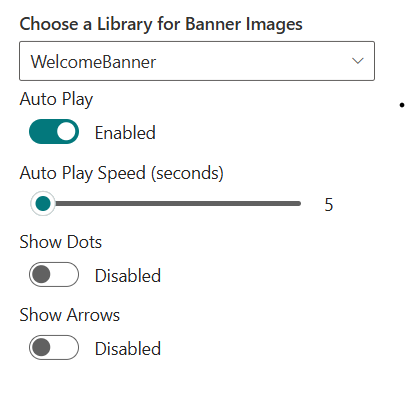 Choose a Library for Banner Images
WelcomeBanner
Auto Play
Enabled
Auto Play Speed (seconds)
5
Show Dots
Disabled
Show Arrows
Disabled